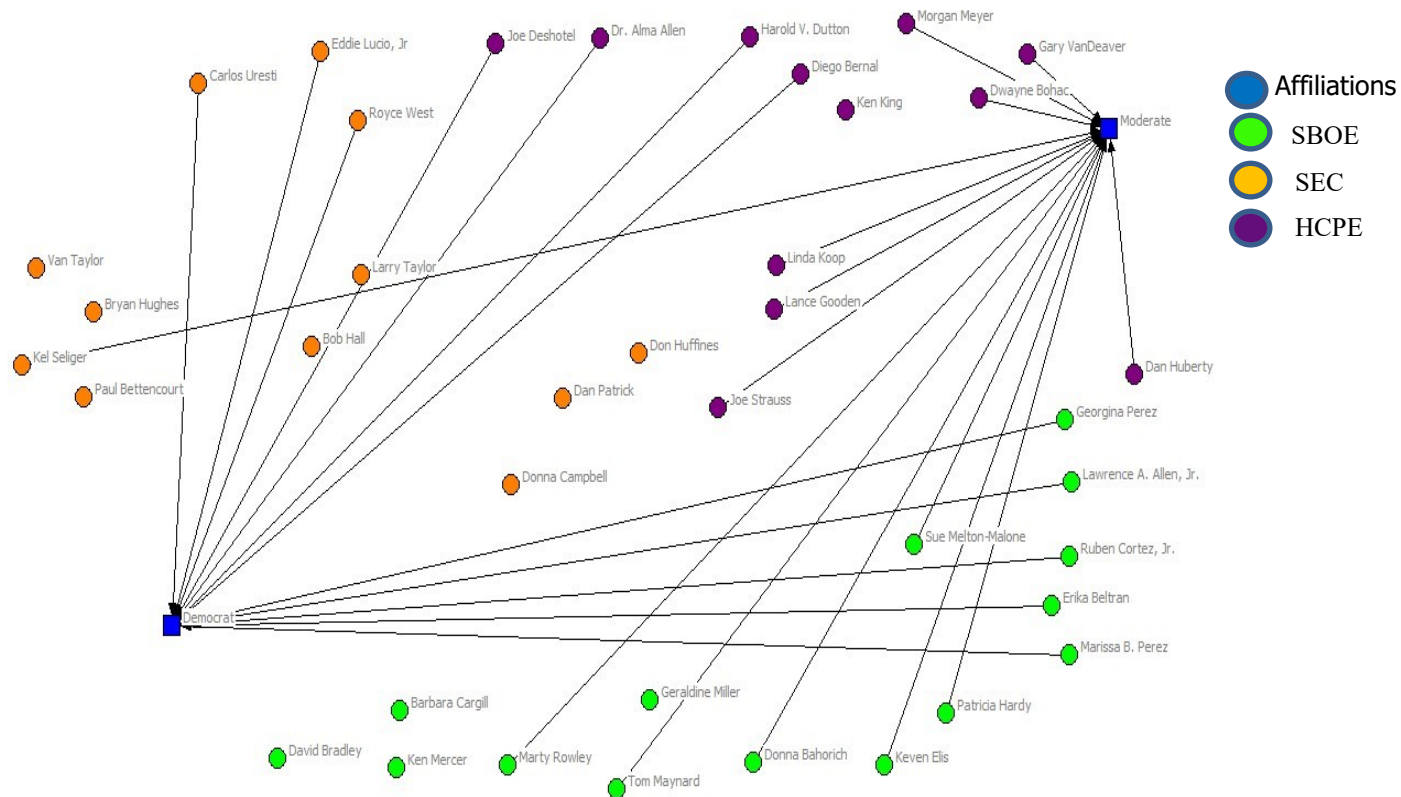 Morgan Meyer
Harold V. Dutton
Dr. Alma Allen
Joe Deshotel
Eddie Lucio, Jr
Gary VanDeaver
Diego Bernal
Carlos Uresti
Affiliations
Dwayne Bohac
Ken King
Royce West
Moderate
SBOE
SEC
HCPE
Linda Koop
Van Taylor
Larry Taylor
Lance Gooden
Bryan Hughes
Bob Hall
Don Huffines
Kel Seliger
Dan Huberty
Paul Bettencourt
Dan Patrick
Joe Strauss
Georgina Perez
Donna Campbell
Lawrence A. Allen, Jr.
Sue Melton-Malone
Ruben Cortez, Jr.
Erika Beltran
Democrat
Marissa B. Perez
Geraldine Miller
Barbara Cargill
Patricia Hardy
David Bradley
Donna Bahorich
Marty Rowley
Keven Elis
Ken Mercer
Tom Maynard